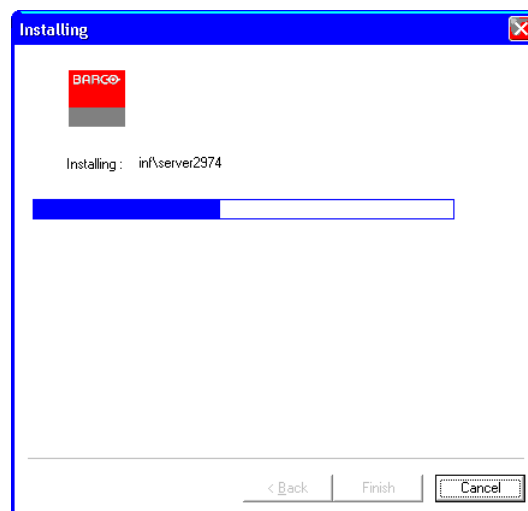 Installing
BARCO
Installing : inf\server2974
< Back
Finish
Cancel